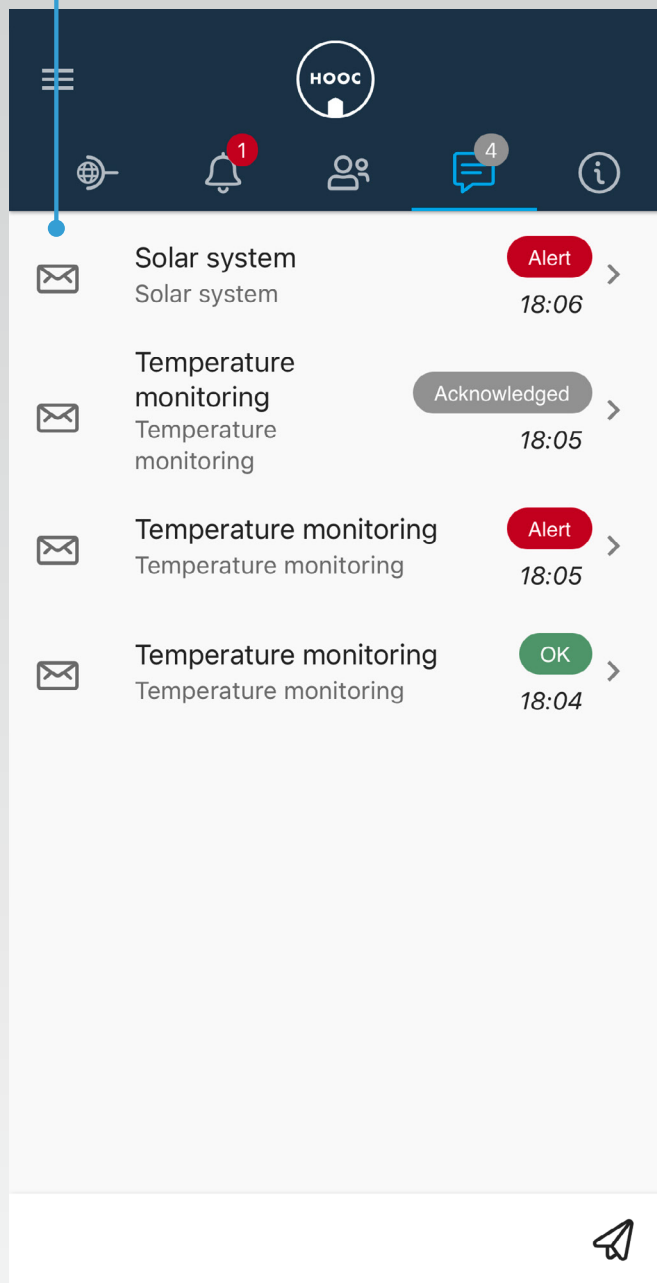 HOOC
1
4
Solar system
Alert
Solar system
18:06
Temperature
monitoring
Acknowledged
Temperature
18:05
monitoring
Temperature monitoring
Alert
Temperature monitoring
18:05
Temperature monitoring
OK
Temperature monitoring
18:04